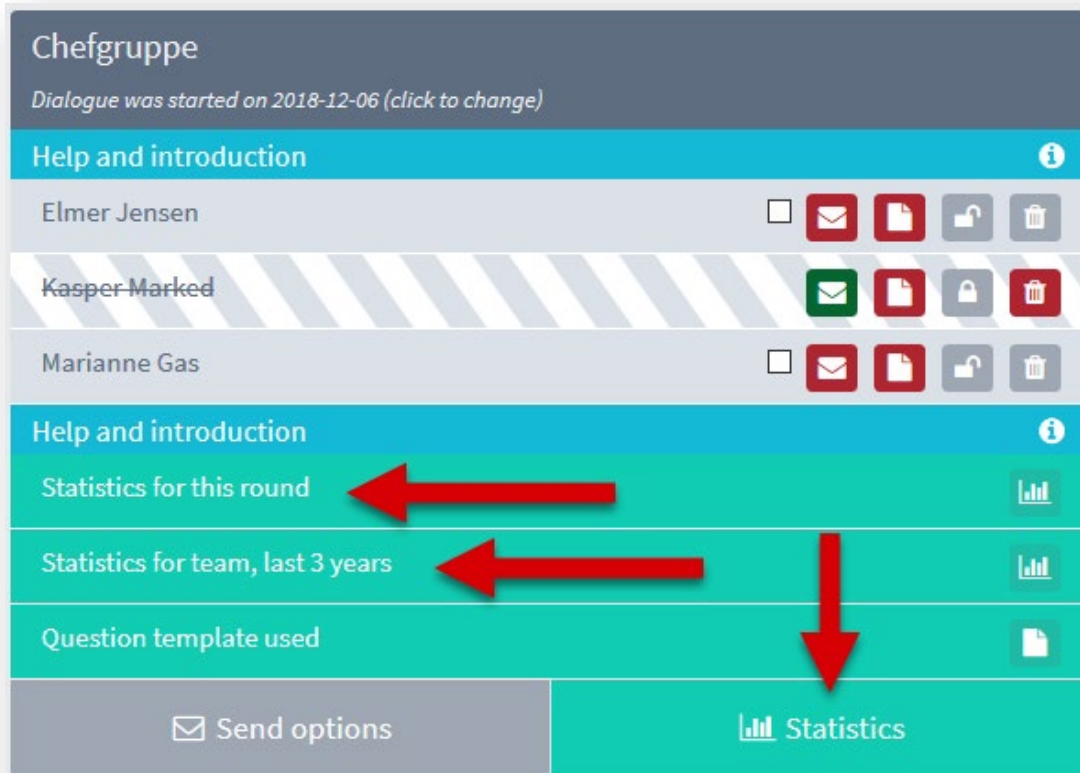 Chefgruppe
Dialogue was started on 2018-12-06 (click to change)
Help and introduction
Elmer Jensen
Kasper Marked
Marianne Gas
Help and introduction
Statistics for this round
Statistics for team, last 3 years
Question template used
Send options
Statistics